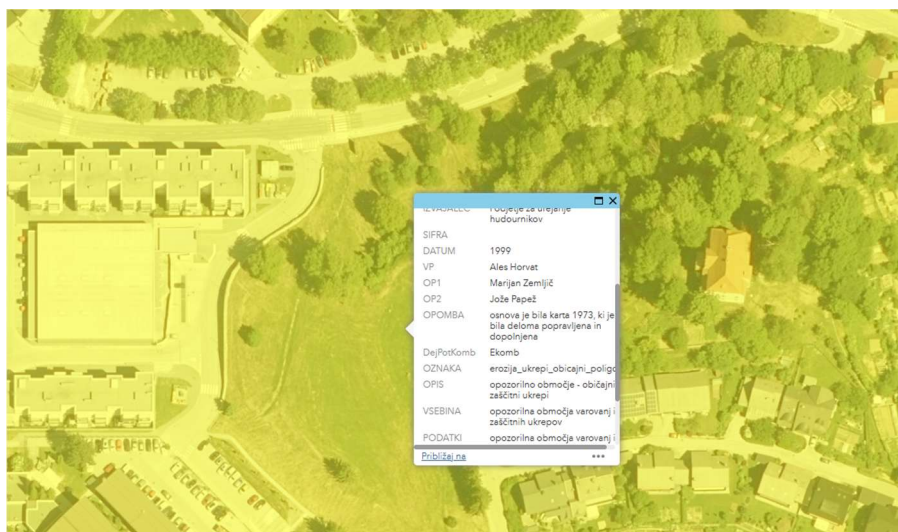 hudournikov
SIFRA
DATUM 1999
VP Ales Horvat
OP1 Marijan Zemljič
OP2 Jože Papež
OPOMBA osnova je bila karta 1973, ki je
bila deloma popravljena in
dopolnjena
DejPotKomb Ekomb
OZNAKA erozija_ukrepi_obicajni_poligo
OPIS opozorilno območje - običajni
zaščitni ukrepi
VSEBINA opozorilna območja varovanj i
zaščitnih ukrepov
PODATKI opozorilna območja varovanj i
Približaj na